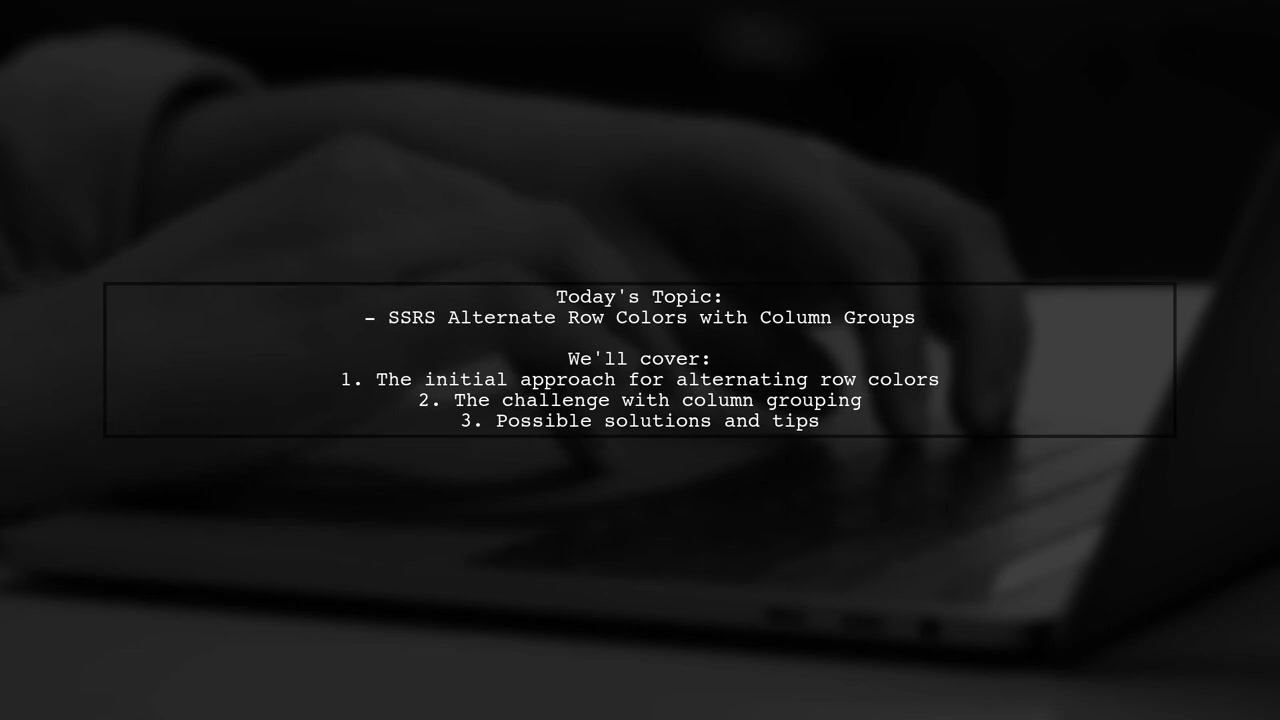 Today's Topic:
- SSRS Alternate Row Colors with Column Groups
We'll cover:
1. The initial approach for alternating row colors
2. The challenge with column grouping
3. Possible solutions and tips